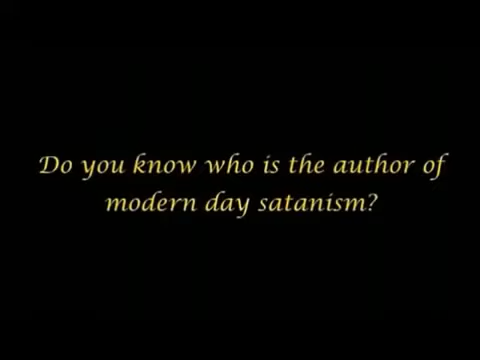 Do you know who is the author of
modern day satanism?